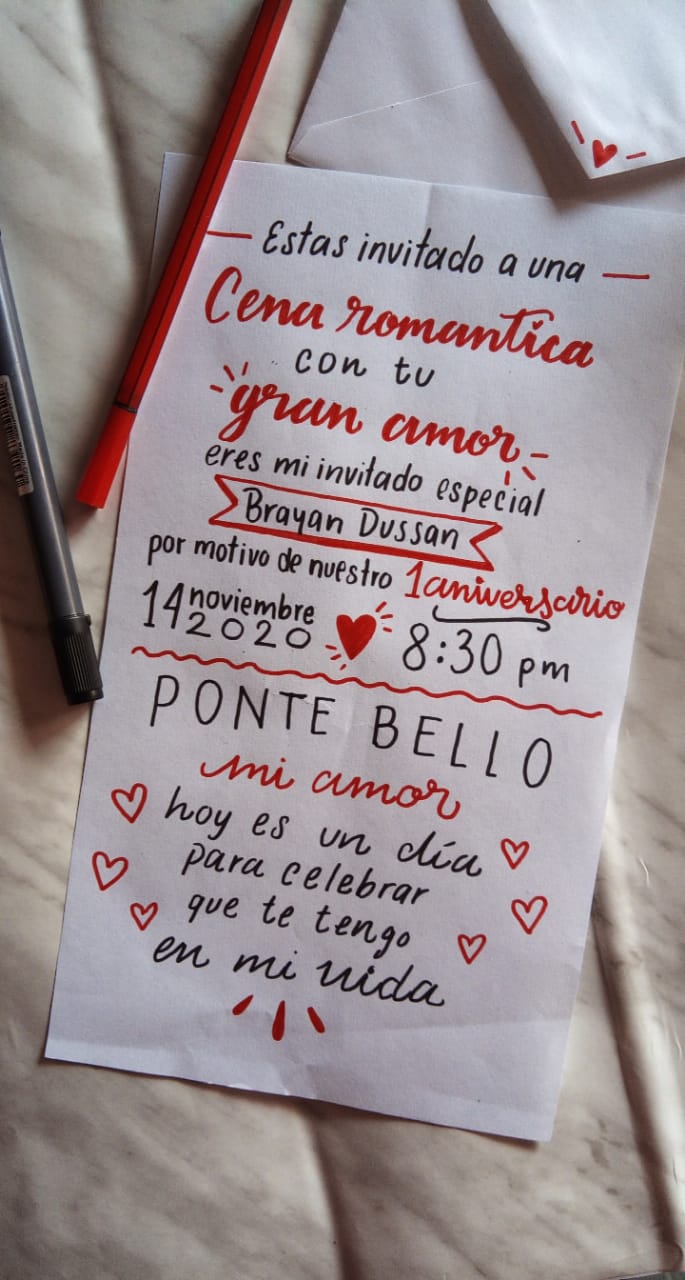 Estas invitado a una
Cena romantica
con tu
gran amor
eres mi invitado especial
Brayan Dussan
por motivo de nuestro 1 aniversario
14 noviembre 2020 8:30 pm
PONTE BELLO
mi amor
hoy es un día
para celebrar
que te tengo
en mi vida